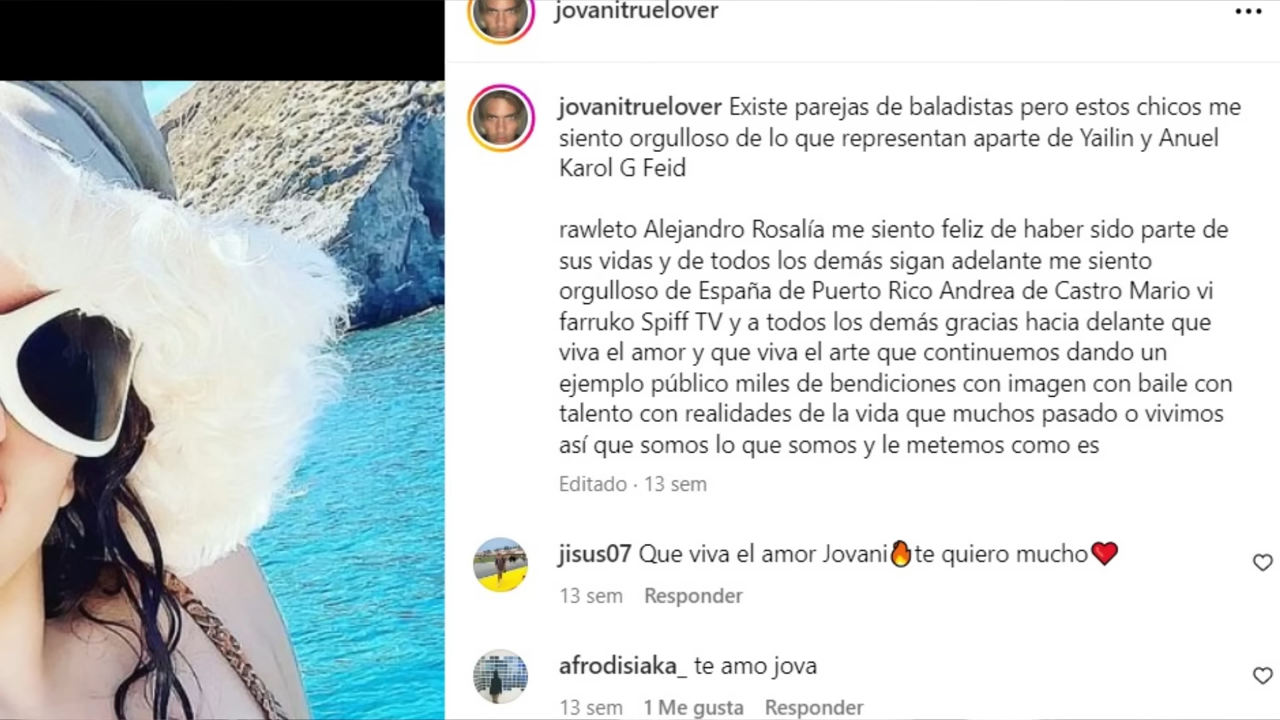 jovanitruelover
jovanitruelover Existe parejas de baladistas pero estos chicos me
siento orgulloso de lo que representan aparte de Yailin y Anuel
Karol G Feid
rawleto Alejandro Rosalía me siento feliz de haber sido parte de
sus vidas y de todos los demás sigan adelante me siento
orgulloso de España de Puerto Rico Andrea de Castro Mario vi
farruko Spiff TV y a todos los demás gracias hacia delante que
viva el amor y que viva el arte que continuemos dando un
ejemplo público miles de bendiciones con imagen con baile con
talento con realidades de la vida que muchos pasado o vivimos
así que somos lo que somos y le metemos como es
Editado · 13 sem
jisus07 Que viva el amor Jovani🔥te quiero mucho❤️
13 sem Responder
afrodisiaka_ te amo jova
13 sem 1 Me gusta Responder